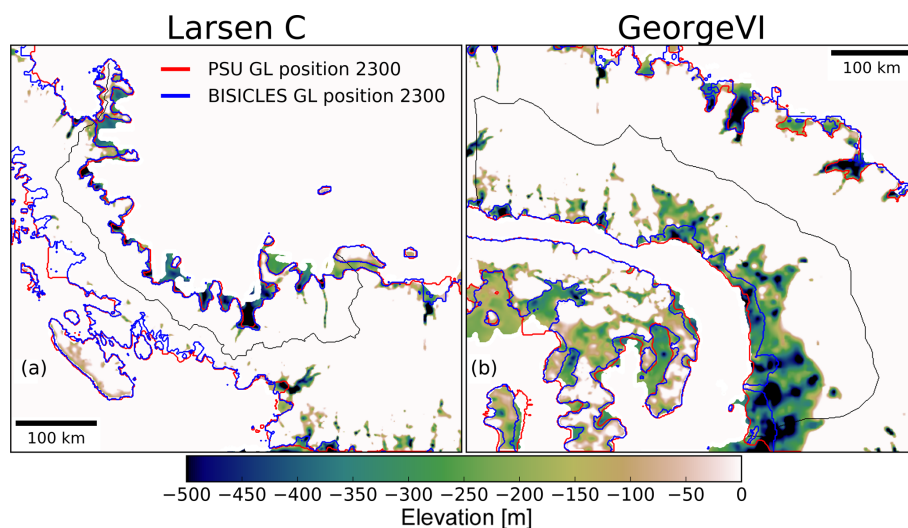 Larsen C
GeorgeVI
PSU GL position 2300
BISICLES GL position 2300
100 km
(a)
(b)
100 km
−500 −450 −400 −350 −300 −250 −200 −150 −100 −50 0
Elevation [m]